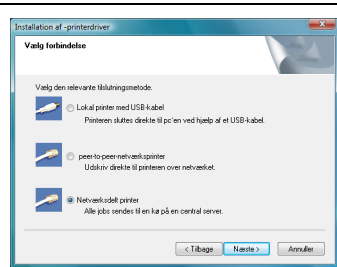 Installation af -printerdriver
Vælg forbindelse
Vælg den relevante tilslutningsmetode.
Lokal printer med USB-kabel
Printeren sluttes direkte til pc'en ved hjælp af et USB-kabel.
peer-to-peer-netværksprinter
Udskriv direkte til printeren over netværket.
Netværksdelt printer
Alle jobs sendes til en kø på en central server.
< Tilbage Næste > Annuller